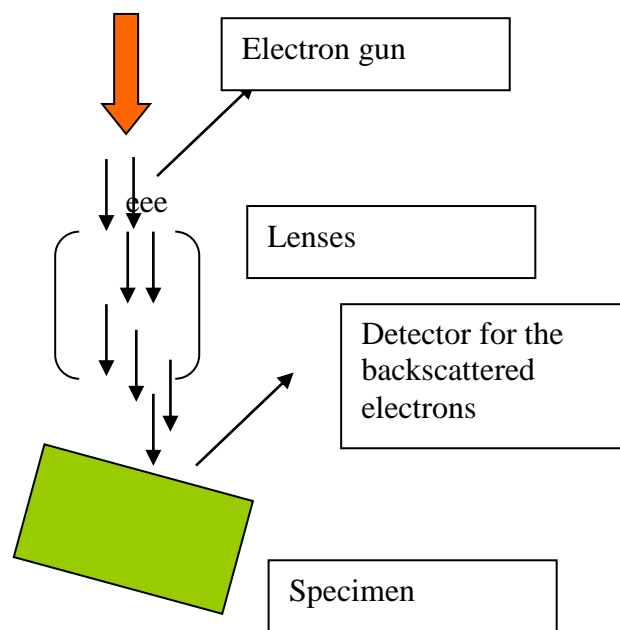 Electron gun
eee
Lenses
Detector for the
backscattered
electrons
Specimen